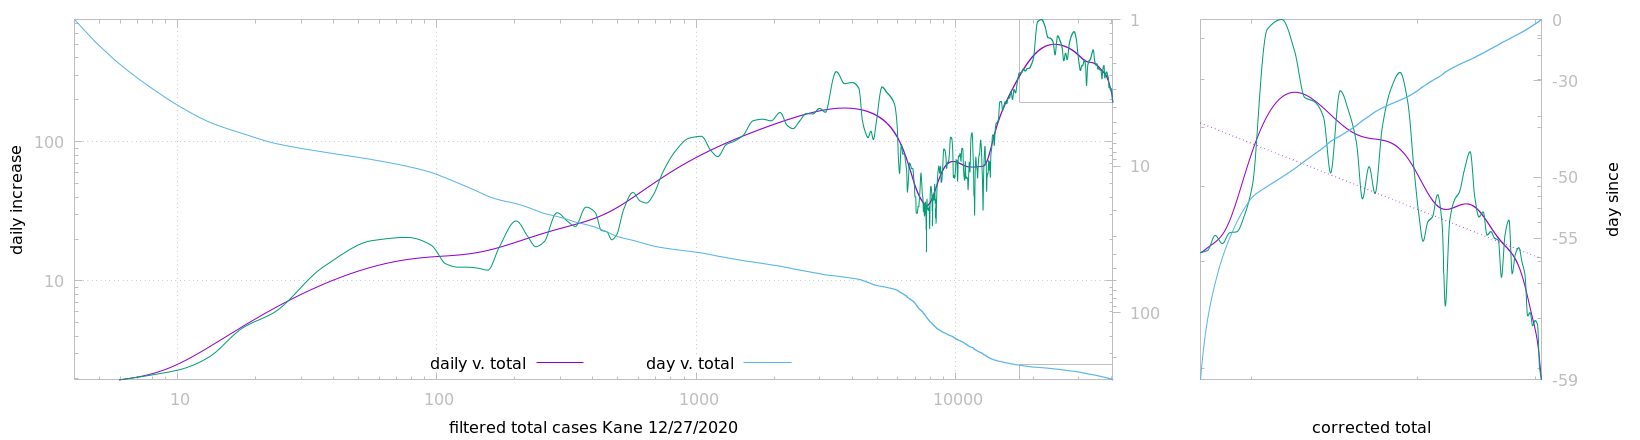 1
0
-30
100
10
-50
daily increase
day since
-55
10
100
daily v. total
day v. total
-59
10
100
1000
10000
filtered total cases Kane 12/27/2020
corrected total